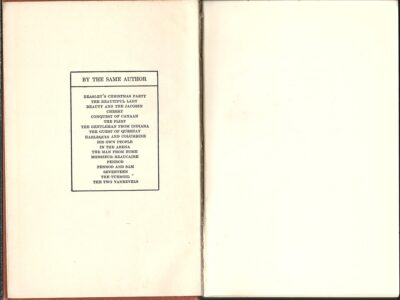 BY THE SAME AUTHOR
BEASLEY'S CHRISTMAS PARTY
THE BEAUTIFUL LADY
BEAUTY AND THE JACOBIN
CHERRY
CONQUEST OF CANAAN
THE FLIRT
THE GENTLEMAN FROM INDIANA
THE GUEST OF QUESNAY
HARLEQUIN AND COLUMBINE
HIS OWN PEOPLE
IN THE ARENA
THE MAN FROM HOME
MONSIEUR BEAUCAIRE
PENROD
PENROD AND SAM
SEVENTEEN
THE TURMOIL
THE TWO VANREVELS